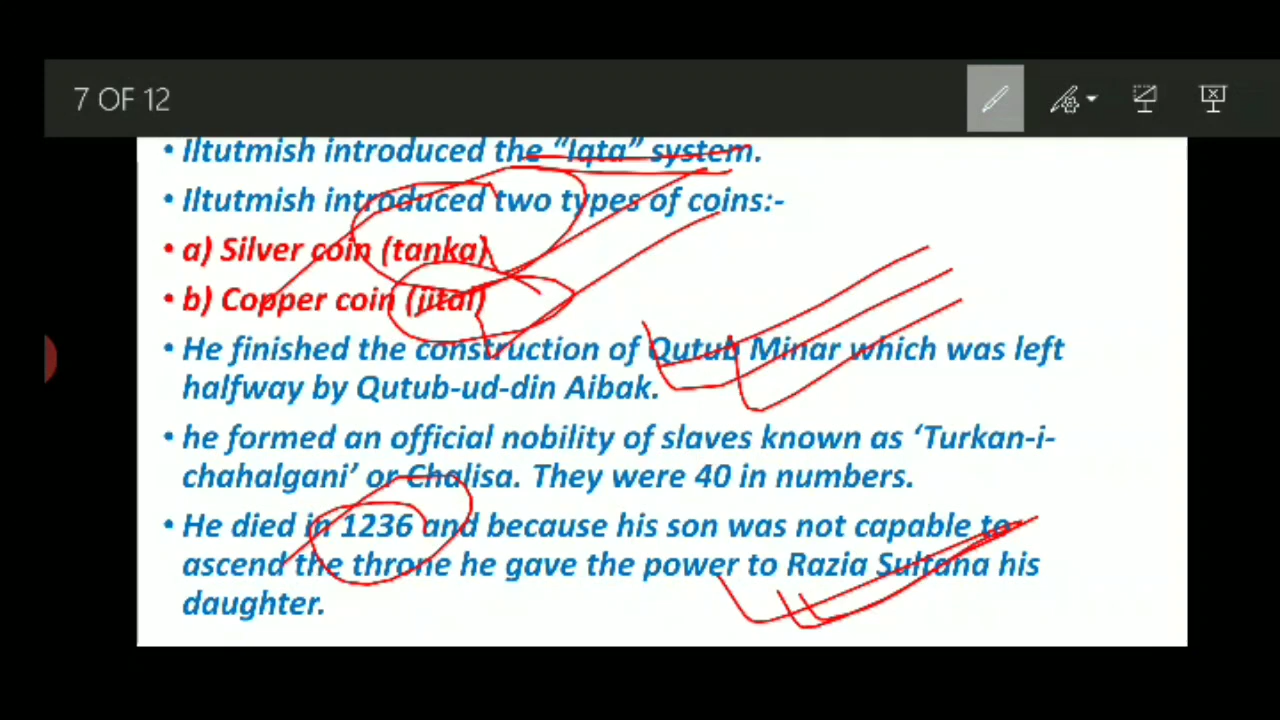 7 OF 12
• Iltutmish introduced the “Iqta” system.
• Iltutmish introduced two types of coins:-
• a) Silver coin (tanka)
• b) Copper coin (jital)
• He finished the construction of Qutub Minar which was left
halfway by Qutub-ud-din Aibak.
• he formed an official nobility of slaves known as ‘Turkan-i-
chahalgani’ or Chalisa. They were 40 in numbers.
• He died in 1236 and because his son was not capable to
ascend the throne he gave the power to Razia Sultana his
daughter.